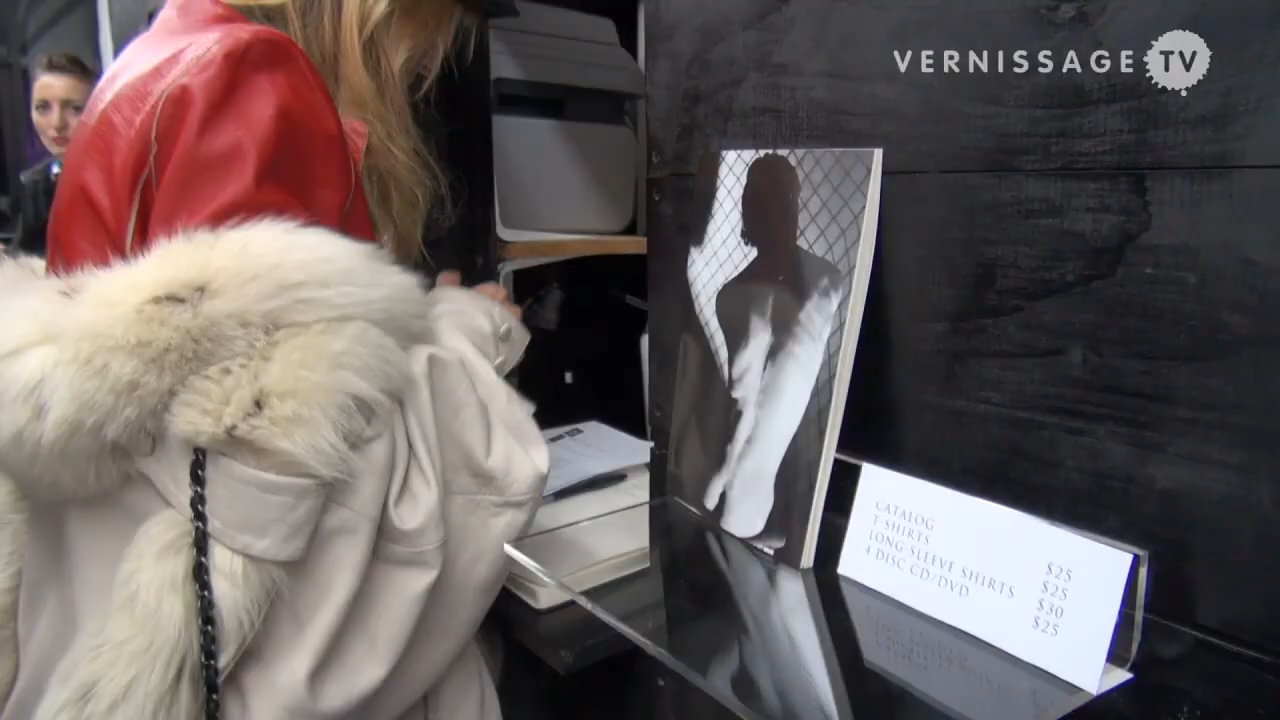 VERNISSAGE TV
CATALOG $25
T-SHIRTS $25
LONG-SLEEVE SHIRTS $30
4 DISC CD/DVD $25